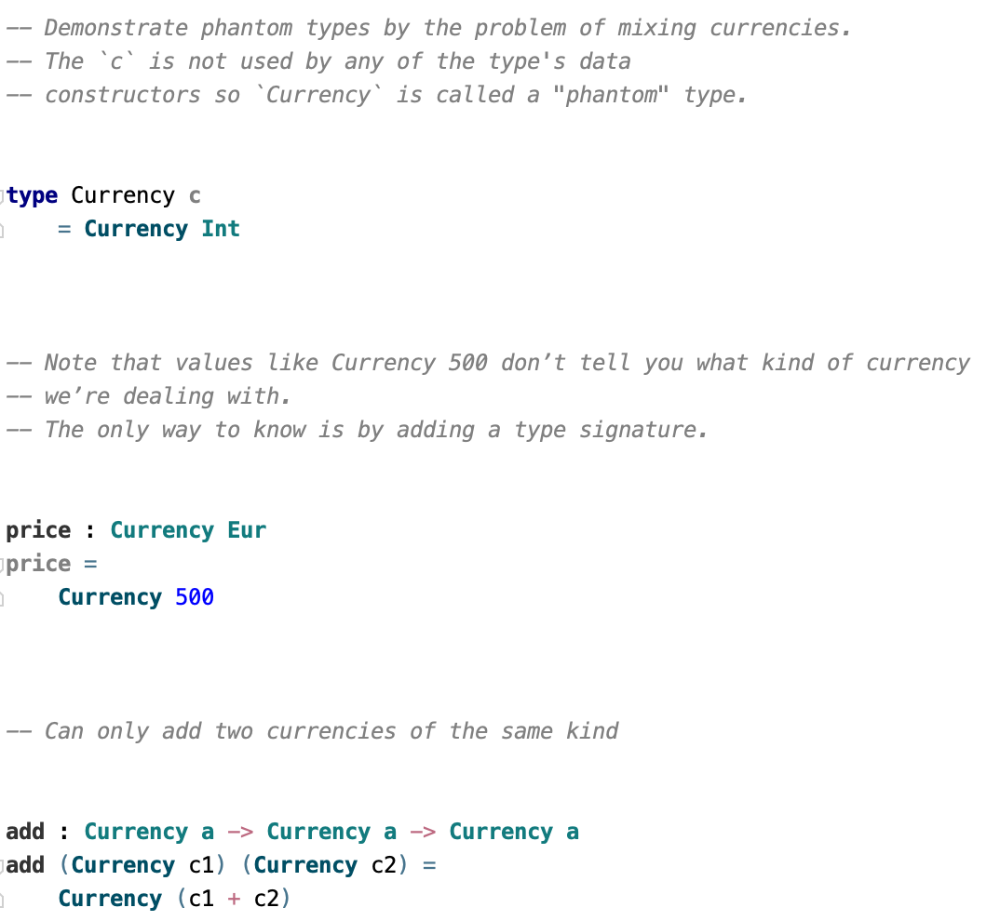 -- Demonstrate phantom types by the problem of mixing currencies.
-- The `c` is not used by any of the type's data
-- constructors so `Currency` is called a "phantom" type.
type Currency c
    = Currency Int
-- Note that values like Currency 500 don’t tell you what kind of currency
-- we’re dealing with.
-- The only way to know is by adding a type signature.
price : Currency Eur
price =
    Currency 500
-- Can only add two currencies of the same kind
add : Currency a -> Currency a -> Currency a
add (Currency c1) (Currency c2) =
    Currency (c1 + c2)